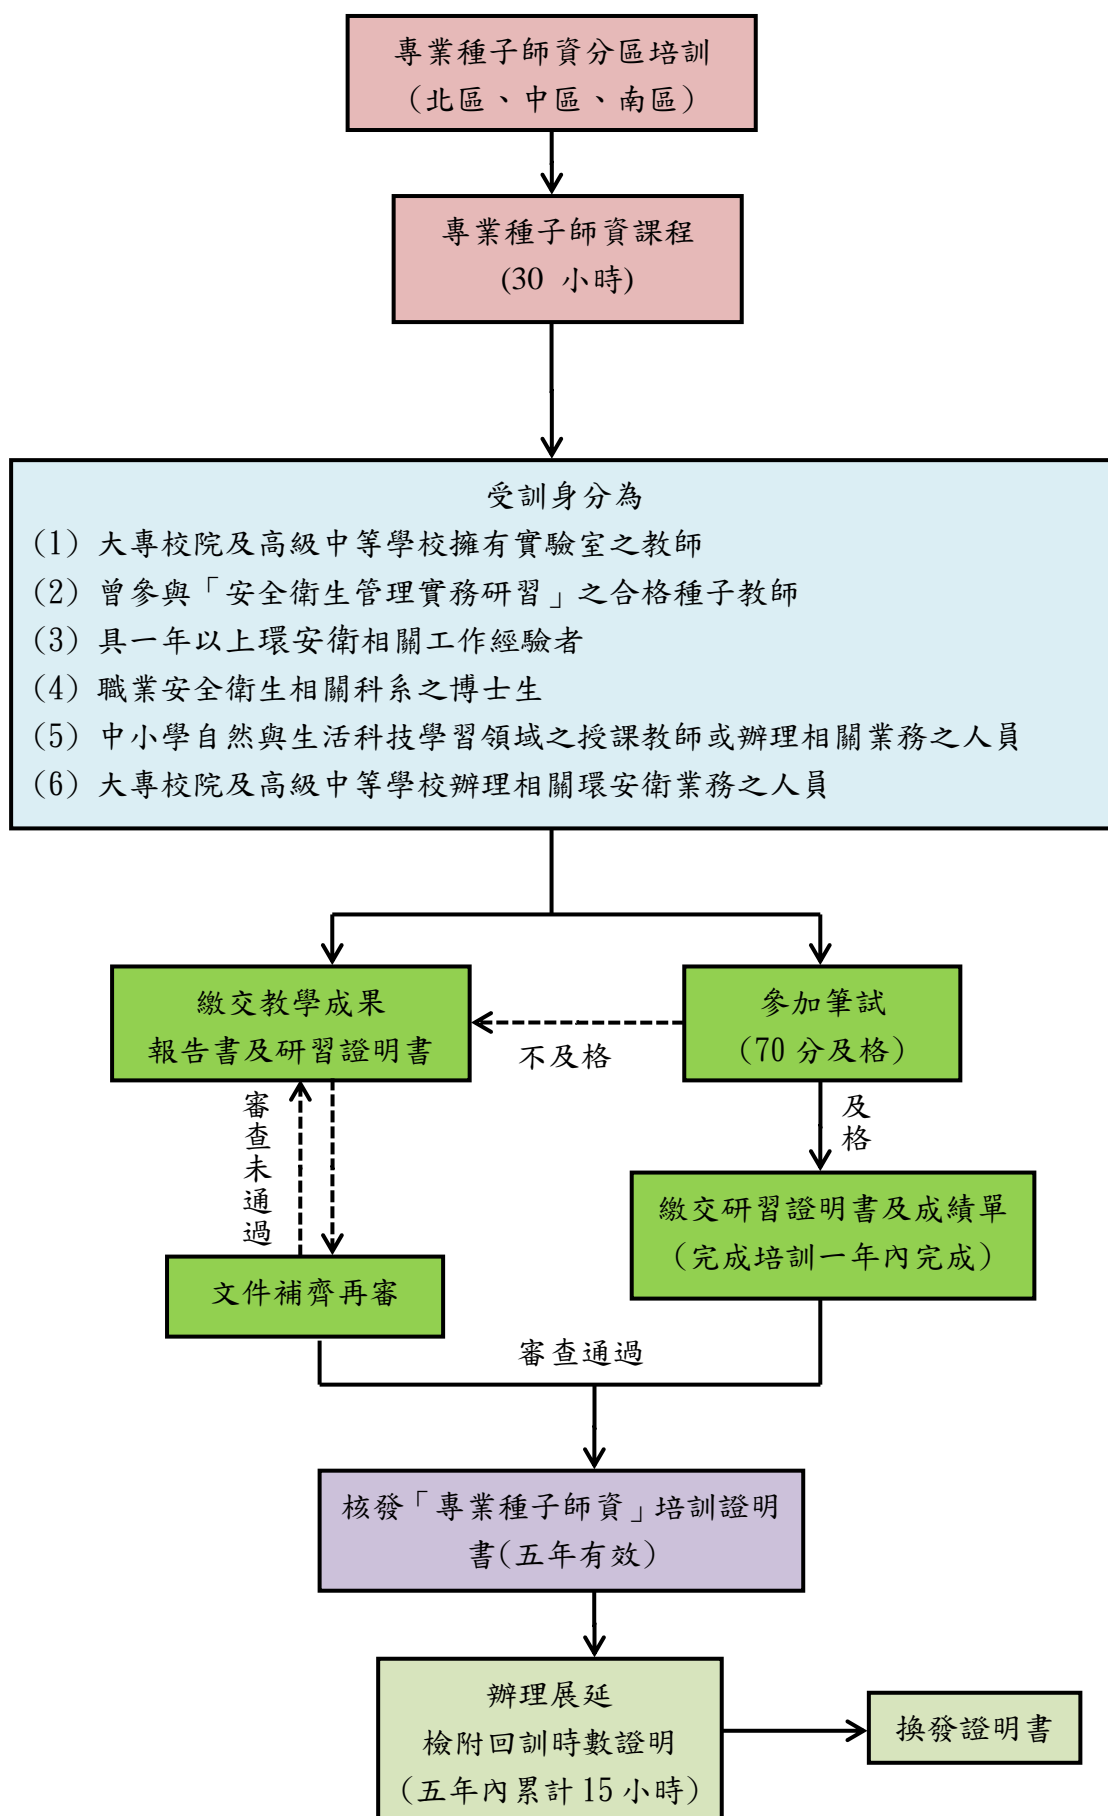 專業種子師資分區培訓
（北區、中區、南區）
專業種子師資課程
(30 小時)
受訓身分為
(1) 大專校院及高級中等學校擁有實驗室之教師
(2) 曾參與「安全衛生管理實務研習」之合格種子教師
(3) 具一年以上環安衛相關工作經驗者
(4) 職業安全衛生相關科系之博士生
(5) 中小學自然與生活科技學習領域之授課教師或辦理相關業務之人員
(6) 大專校院及高級中等學校辦理相關環安衛業務之人員
繳交教學成果
報告書及研習證明書
不及格
參加筆試
（70 分及格）
審查未通過
及格
繳交研習證明書及成績單
（完成培訓一年內完成）
文件補齊再審
審查通過
核發「專業種子師資」培訓證明
書(五年有效）
辦理展延
檢附回訓時數證明
（五年內累計 15 小時）
換發證明書